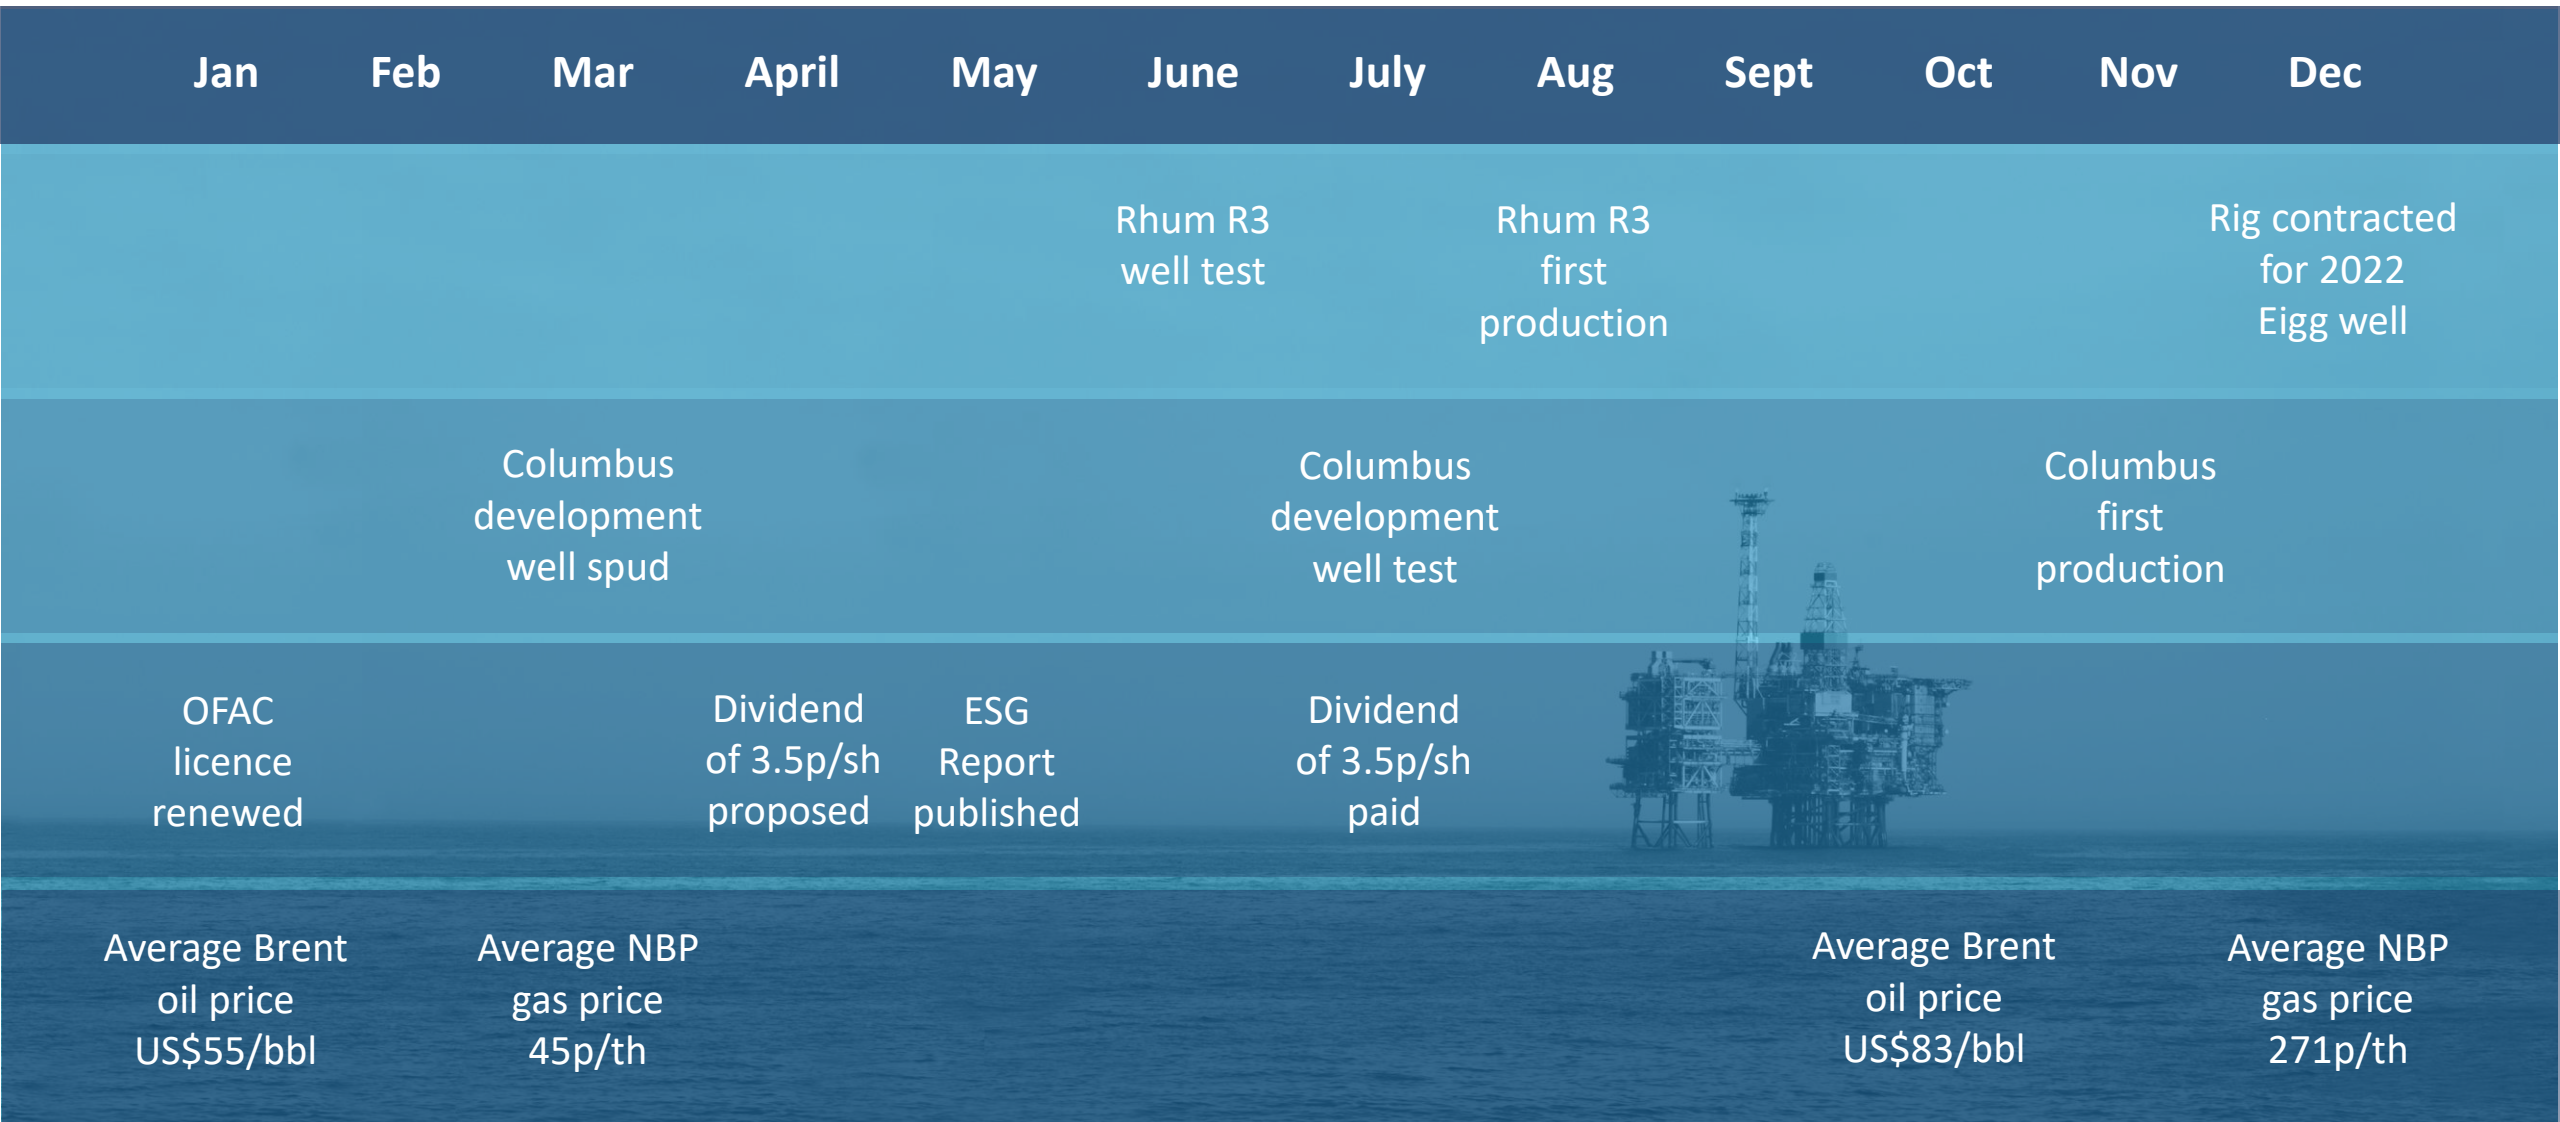 Jan Feb Mar April May June July Aug Sept Oct Nov Dec
Rhum R3
well test
Rhum R3
first
production
Rig contracted
for 2022
Eigg well
Columbus
development
well spud
Columbus
development
well test
Columbus
first
production
OFAC
licence
renewed
Dividend
of 3.5p/sh
proposed
ESG
Report
published
Dividend
of 3.5p/sh
paid
Average Brent
oil price
US$55/bbl
Average NBP
gas price
45p/th
Average Brent
oil price
US$83/bbl
Average NBP
gas price
271p/th